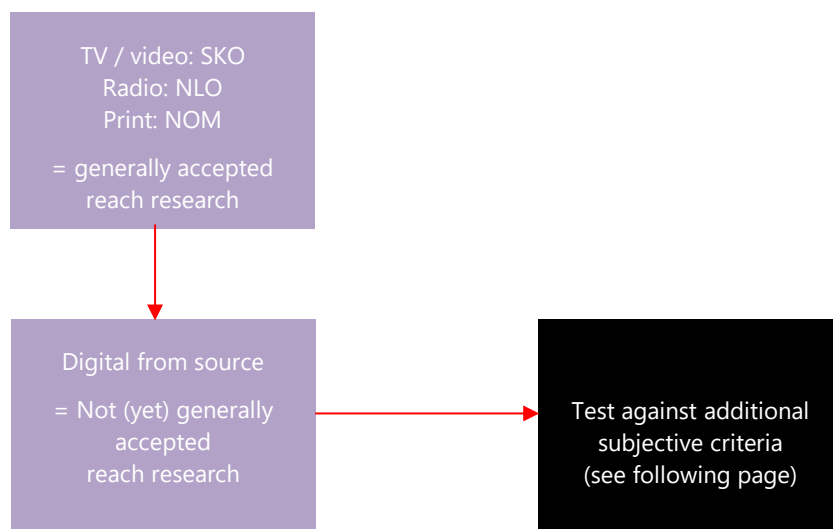 TV / video: SKO
Radio: NLO
Print: NOM
= generally accepted
reach research
Digital from source
= Not (yet) generally
accepted
reach research
Test against additional
subjective criteria
(see following page)